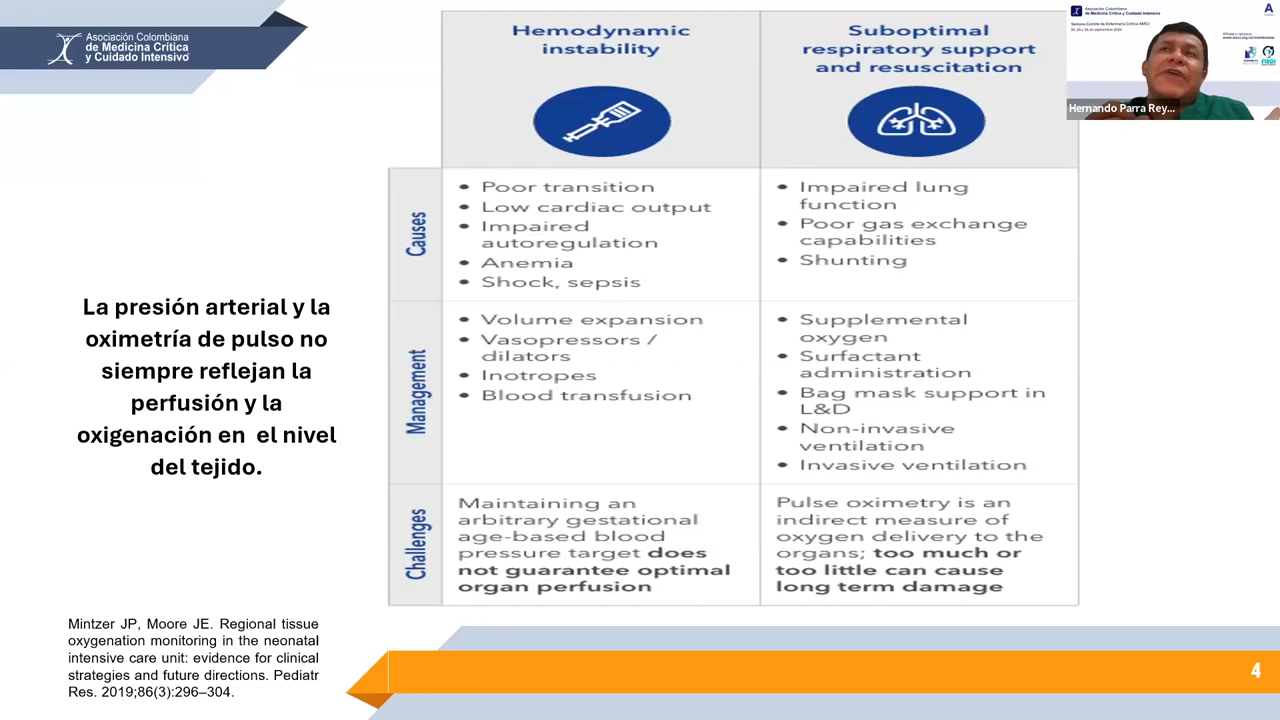 Asociación Colombiana
de Medicina Crítica
y Cuidado Intensivo
Hemodynamic
instability
Suboptimal
respiratory support
and resuscitation
Asociación Colombiana
de Medicina Crítica y Cuidado Intensivo
Hernando Parra Rey...
La presión arterial y la
oximetría de pulso no
siempre reflejan la
perfusión y la
oxigenación en el nivel
del tejido.
Causes
• Poor transition
• Low cardiac output
• Impaired
autoregulation
• Anemia
• Shock, sepsis
• Impaired lung
function
• Poor gas exchange
capabilities
• Shunting
Management
• Volume expansion
• Vasopressors /
dilators
• Inotropes
• Blood transfusion
• Supplemental
oxygen
• Surfactant
administration
• Bag mask support in
L&D
• Non-invasive
ventilation
• Invasive ventilation
Challenges
Maintaining an
arbitrary gestational
age-based blood
pressure target does
not guarantee optimal
organ perfusion
Pulse oximetry is an
indirect measure of
oxygen delivery to the
organs; too much or
too little can cause
long term damage
Mintzer JP, Moore JE. Regional tissue
oxygenation monitoring in the neonatal
intensive care unit: evidence for clinical
strategies and future directions. Pediatr
Res. 2019;86(3):296–304.
4